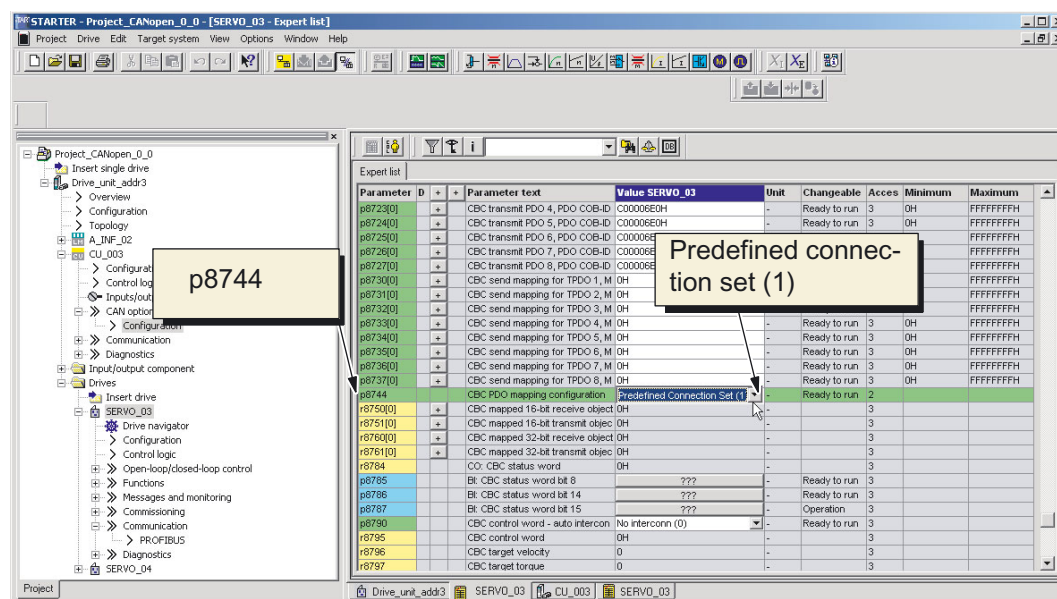 STARTER - Project_CANopen_0_0 - [SERVO_03 - Expert list]
Project Drive Edit Target system View Options Window Help
Project_CANopen_0_0
Insert single drive
Drive_unit_addr3
Overview
Configuration
Topology
A_INF_02
CU_003
Configurat
Control log
Inputs/out
CAN option
Configuration
Communication
Diagnostics
Input/output component
Drives
Insert drive
SERVO_03
Drive navigator
Configuration
Control logic
Open-loop/closed-loop control
Functions
Messages and monitoring
Commissioning
Communication
PROFIBUS
Diagnostics
SERVO_04
Project
p8744
Predefined connec-
tion set (1)
Expert list
Parameter D + + Parameter text Value SERVO_03 Unit Changeable Acces Minimum Maximum
p8723[0] + CBC transmit PDO 4, PDO COB-ID C00006E0H - Ready to run 3 0H FFFFFFFFH
p8724[0] + CBC transmit PDO 5, PDO COB-ID C00006E0H - Ready to run 3 0H FFFFFFFFH
p8725[0] + CBC transmit PDO 6, PDO COB-ID C00006E FFFFFFFFH
p8726[0] + CBC transmit PDO 7, PDO COB-ID C00006E FFFFFFFFH
p8727[0] + CBC transmit PDO 8, PDO COB-ID C00006E FFFFFFFFH
p8730[0] + CBC send mapping for TPDO 1, M 0H FFFFFFFFH
p8731[0] + CBC send mapping for TPDO 2, M 0H FFFFFFFFH
p8732[0] + CBC send mapping for TPDO 3, M 0H FFFFFFFFH
p8733[0] + CBC send mapping for TPDO 4, M 0H - Ready to run 3 0H FFFFFFFFH
p8734[0] + CBC send mapping for TPDO 5, M 0H - Ready to run 3 0H FFFFFFFFH
p8735[0] + CBC send mapping for TPDO 6, M 0H - Ready to run 3 0H FFFFFFFFH
p8736[0] + CBC send mapping for TPDO 7, M 0H - Ready to run 3 0H FFFFFFFFH
p8737[0] + CBC send mapping for TPDO 8, M 0H - Ready to run 3 0H FFFFFFFFH
p8744 CBC PDO mapping configuration Predefined Connection Set (1) - Ready to run 2
r8750[0] + CBC mapped 16-bit receive object 0H - 3
r8751[0] + CBC mapped 16-bit transmit objec 0H - 3
r8760[0] + CBC mapped 32-bit receive object 0H - 3
r8761[0] + CBC mapped 32-bit transmit objec 0H - 3
r8784 CO: CBC status word 0H - 3
p8785 BI: CBC status word bit 8 ??? - Ready to run 3
p8786 BI: CBC status word bit 14 ??? - Ready to run 3
p8787 BI: CBC status word bit 15 ??? - Operation 3
p8790 CBC control word - auto intercon No interconn (0) - Ready to run 3
r8795 CBC control word 0H - 3
r8796 CBC target velocity 0 - 3
r8797 CBC target torque 0 - 3
Drive_unit_addr3 SERVO_03 CU_003 SERVO_03